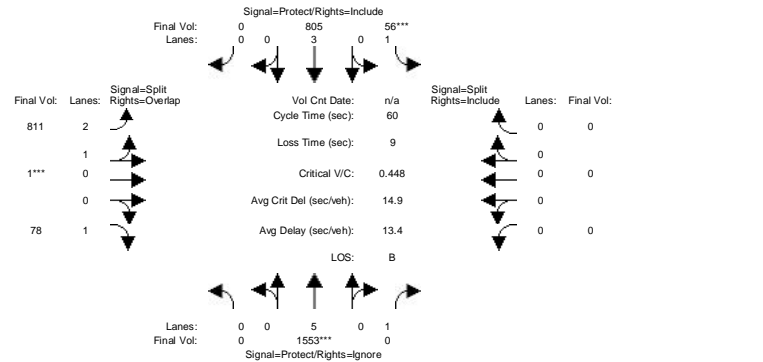 Signal=Protect/Rights=Include
Final Vol: 0 805 56***
Lanes: 0 0 3 0 1
Signal=Split
Final Vol: Lanes: Rights=Overlap
Vol Cnt Date: n/a
Signal=Split
Rights=Include Lanes: Final Vol:
Cycle Time (sec): 60
811 2
0 0
Loss Time (sec): 9
1
0
1*** 0
Critical V/C: 0.448
0 0
0
Avg Crit Del (sec/veh): 14.9
0
78 1
Avg Delay (sec/veh): 13.4
0 0
LOS: B
Lanes: 0 0 5 0 1
Final Vol: 0 1553*** 0
Signal=Protect/Rights=Ignore